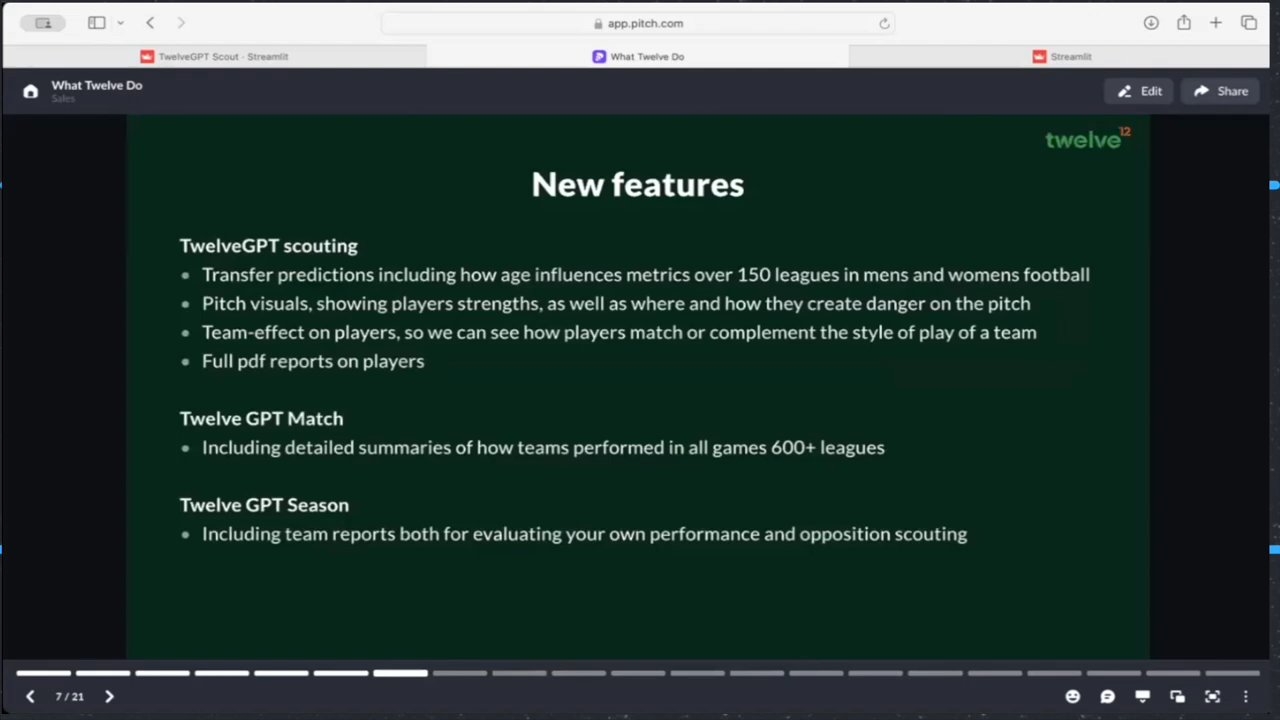 app.pitch.com
TwelveGPT Scout · Streamlit
What Twelve Do
Streamlit
What Twelve Do
Sales
Edit
Share
twelve12
New features
TwelveGPT scouting
Transfer predictions including how age influences metrics over 150 leagues in mens and womens football
Pitch visuals, showing players strengths, as well as where and how they create danger on the pitch
Team-effect on players, so we can see how players match or complement the style of play of a team
Full pdf reports on players
Twelve GPT Match
Including detailed summaries of how teams performed in all games 600+ leagues
Twelve GPT Season
Including team reports both for evaluating your own performance and opposition scouting
7 / 21